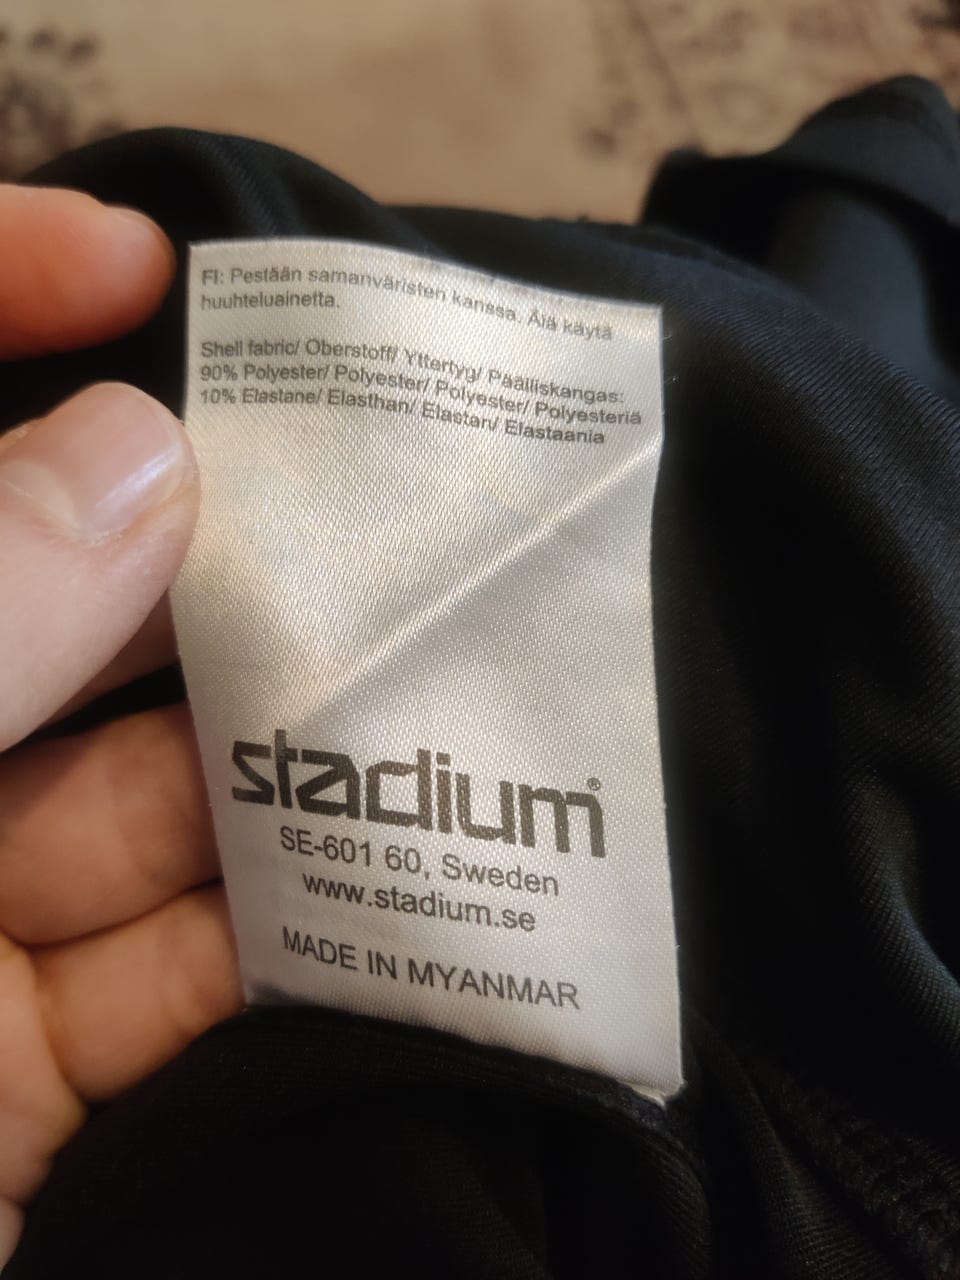 FI: Pestään samanväristen kanssa. Älä käytä
huuhteluainetta.
Shell fabric/ Oberstoff/ Yttertyg/ Päälliskangas:
90% Polyester/ Polyester/ Polyester/ Polyesteriä
10% Elastane/ Elasthan/ Elastan/ Elastaania
stadium®
SE-601 60, Sweden
www.stadium.se
MADE IN MYANMAR